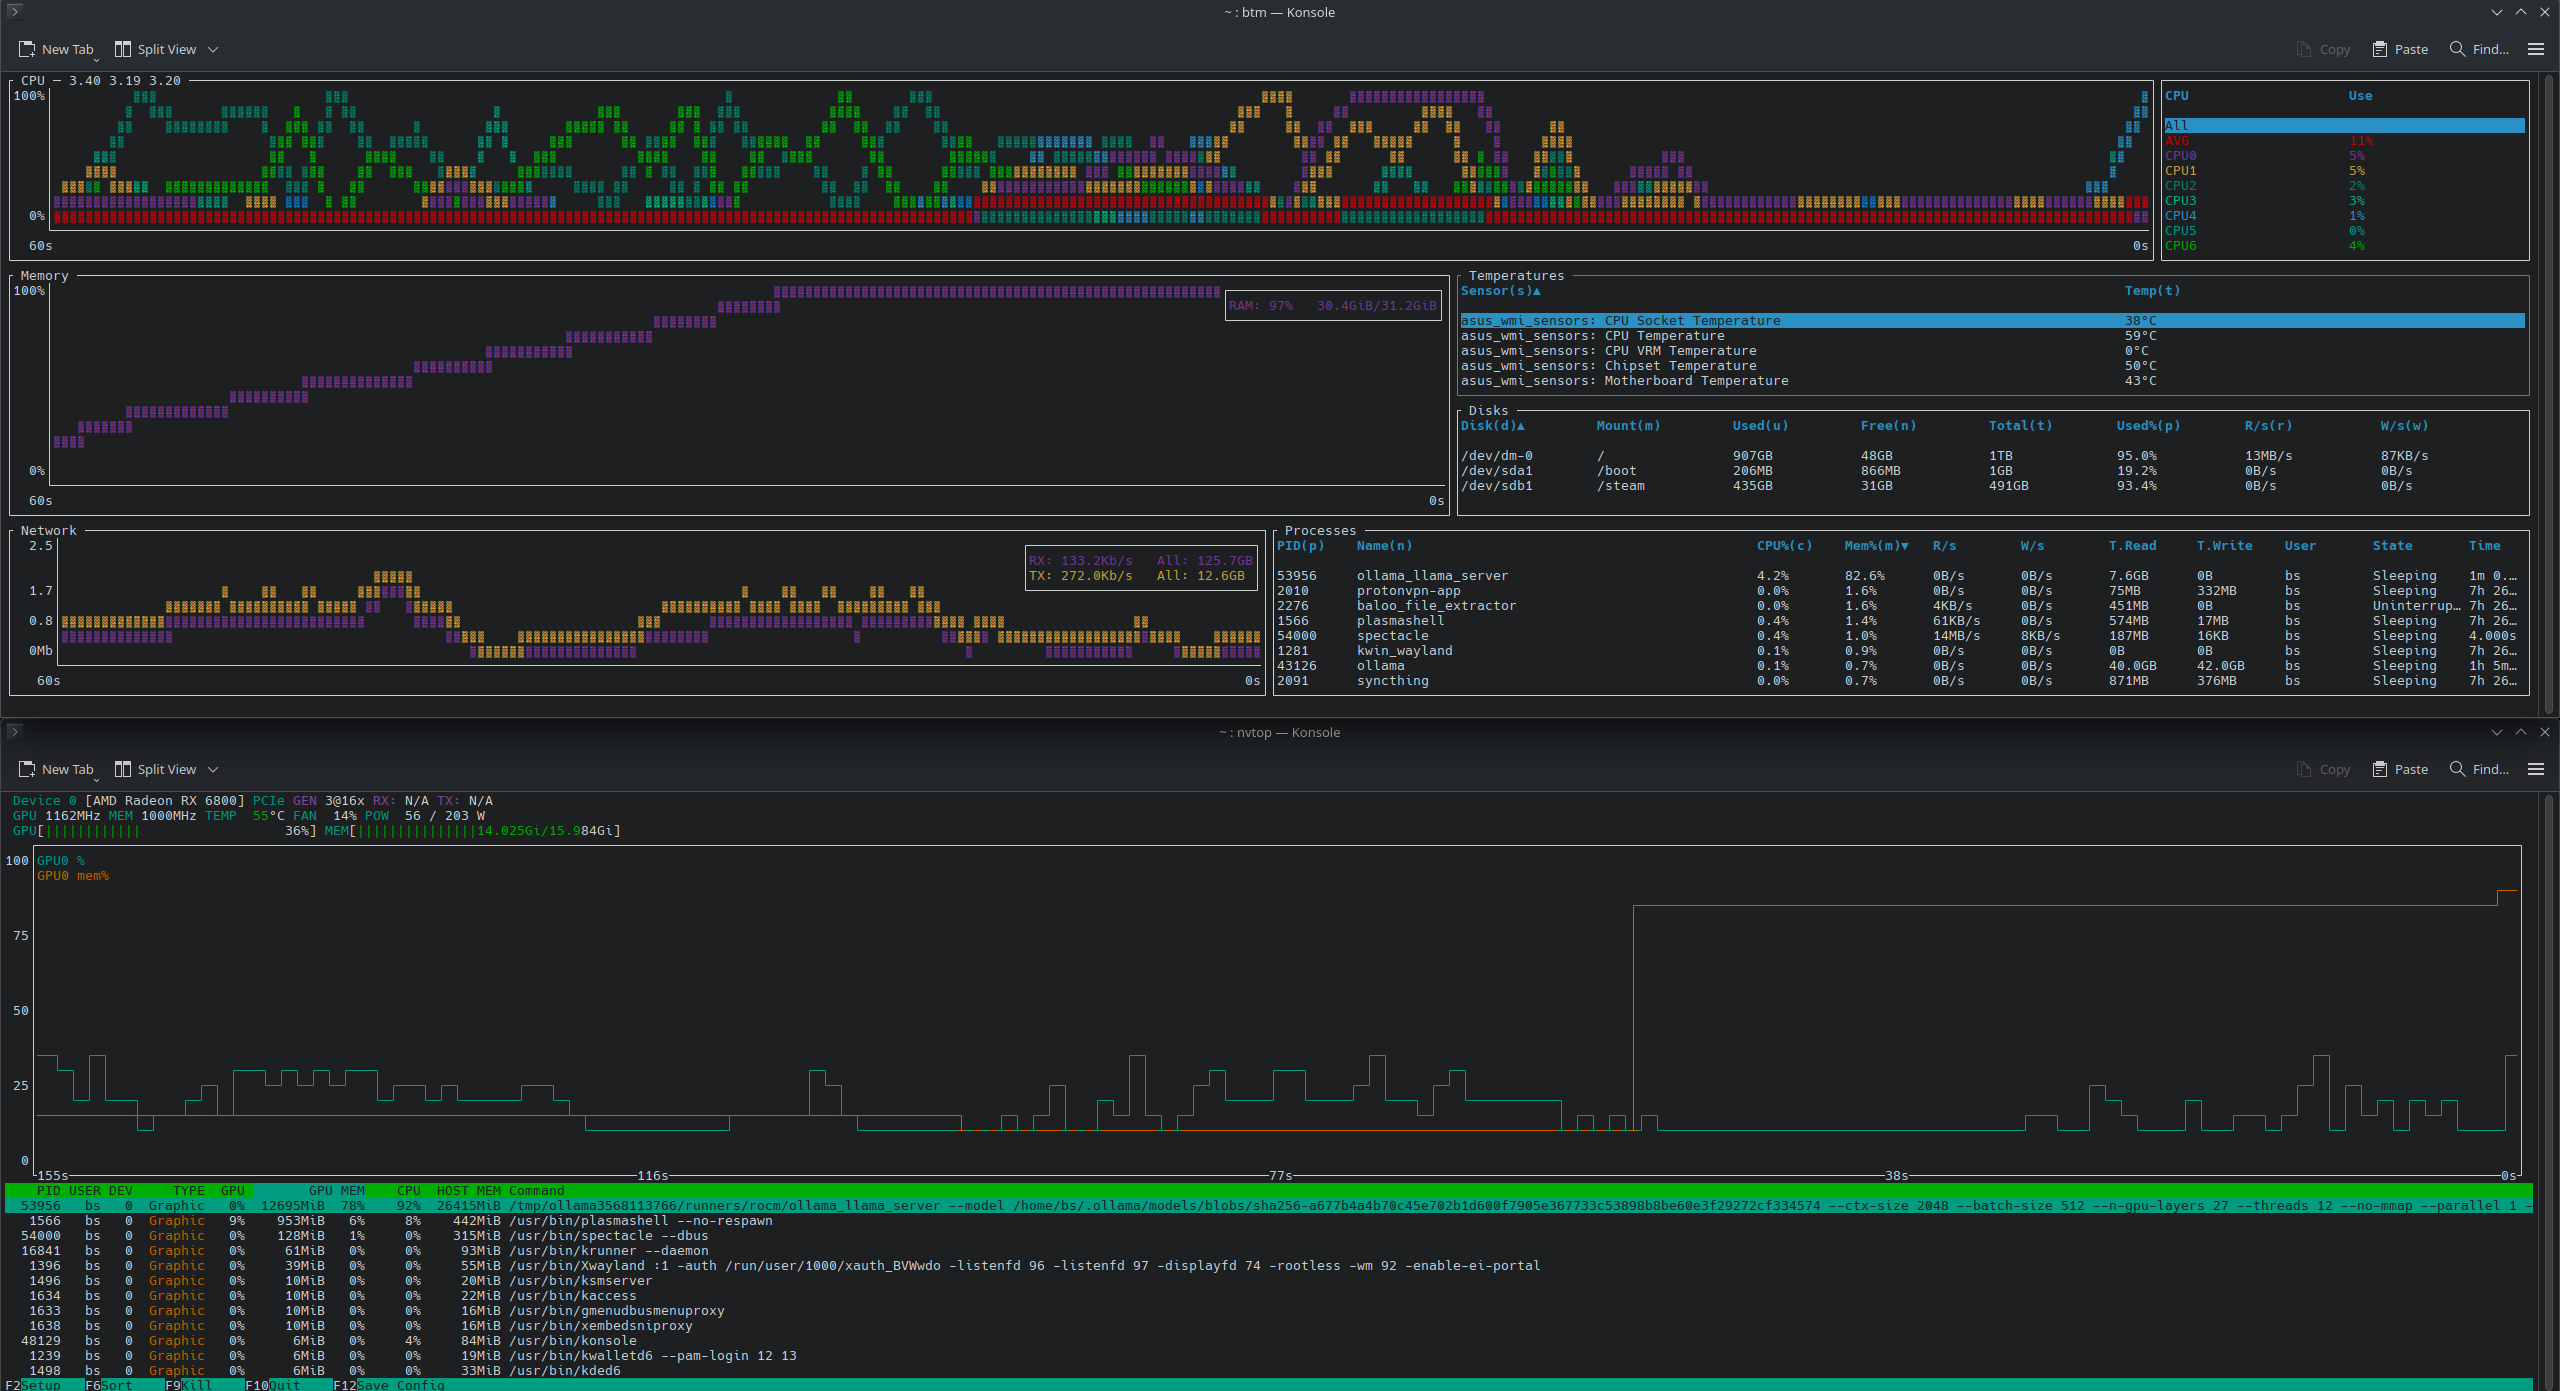 ~ : btm — Konsole
New Tab Split View Copy Paste Find...
CPU — 3.40 3.19 3.20
100%
0%
60s 0s
CPU Use
All
AVG 11%
CPU0 5%
CPU1 5%
CPU2 2%
CPU3 3%
CPU4 1%
CPU5 0%
CPU6 4%
Memory
100%
RAM: 97% 30.4GiB/31.2GiB
0%
60s 0s
Temperatures
Sensor(s)▲ Temp(t)
asus_wmi_sensors: CPU Socket Temperature 38°C
asus_wmi_sensors: CPU Temperature 59°C
asus_wmi_sensors: CPU VRM Temperature 0°C
asus_wmi_sensors: Chipset Temperature 50°C
asus_wmi_sensors: Motherboard Temperature 43°C
Disks
Disk(d)▲ Mount(m) Used(u) Free(n) Total(t) Used%(p) R/s(r) W/s(w)
/dev/dm-0 / 907GB 48GB 1TB 95.0% 13MB/s 87KB/s
/dev/sda1 /boot 206MB 866MB 1GB 19.2% 0B/s 0B/s
/dev/sdb1 /steam 435GB 31GB 491GB 93.4% 0B/s 0B/s
Network
2.5
RX: 133.2Kb/s All: 125.7GB
TX: 272.0Kb/s All: 12.6GB
1.7
0.8
0Mb
60s 0s
Processes
PID(p) Name(n) CPU%(c) Mem%(m)▼ R/s W/s T.Read T.Write User State Time
53956 ollama_llama_server 4.2% 82.6% 0B/s 0B/s 7.6GB 0B bs Sleeping 1m 0.…
2010 protonvpn-app 0.0% 1.6% 0B/s 0B/s 75MB 332MB bs Sleeping 7h 26…
2276 baloo_file_extractor 0.0% 1.6% 4KB/s 0B/s 451MB 0B bs Uninterrup… 7h 26…
1566 plasmashell 0.4% 1.4% 61KB/s 0B/s 574MB 17MB bs Sleeping 7h 26…
54000 spectacle 0.4% 1.0% 14MB/s 8KB/s 187MB 16KB bs Sleeping 4.000s
1281 kwin_wayland 0.1% 0.9% 0B/s 0B/s 0B 0B bs Sleeping 7h 26…
43126 ollama 0.1% 0.7% 0B/s 0B/s 40.0GB 42.0GB bs Sleeping 1h 5m…
2091 syncthing 0.0% 0.7% 0B/s 0B/s 871MB 376MB bs Sleeping 7h 26…
~ : nvtop — Konsole
New Tab Split View Copy Paste Find...
Device 0 [AMD Radeon RX 6800] PCIe GEN 3@16x RX: N/A TX: N/A
GPU 1162MHz MEM 1000MHz TEMP 55°C FAN 14% POW 56 / 203 W
GPU[|||||||||||| 36%] MEM[|||||||||||||||14.025Gi/15.984Gi]
100
GPU0 %
GPU0 mem%
75
50
25
0
155s 116s 77s 38s 0s
PID USER DEV TYPE GPU GPU MEM CPU HOST MEM Command
53956 bs 0 Graphic 0% 12695MiB 78% 92% 26415MiB /tmp/ollama3568113766/runners/rocm/ollama_llama_server --model /home/bs/.ollama/models/blobs/sha256-a677b4a4b70c45e702b1d600f7905e367733c53898b8be60e3f29272cf334574 --ctx-size 2048 --batch-size 512 --n-gpu-layers 27 --threads 12 --no-mmap --parallel 1 -
1566 bs 0 Graphic 9% 953MiB 6% 8% 442MiB /usr/bin/plasmashell --no-respawn
54000 bs 0 Graphic 0% 128MiB 1% 0% 315MiB /usr/bin/spectacle --dbus
16841 bs 0 Graphic 0% 61MiB 0% 0% 93MiB /usr/bin/krunner --daemon
1396 bs 0 Graphic 0% 39MiB 0% 0% 55MiB /usr/bin/Xwayland :1 -auth /run/user/1000/xauth_BVWwdo -listenfd 96 -listenfd 97 -displayfd 74 -rootless -wm 92 -enable-ei-portal
1496 bs 0 Graphic 0% 10MiB 0% 0% 20MiB /usr/bin/ksmserver
1634 bs 0 Graphic 0% 10MiB 0% 0% 22MiB /usr/bin/kaccess
1633 bs 0 Graphic 0% 10MiB 0% 0% 16MiB /usr/bin/gmenudbusmenuproxy
1638 bs 0 Graphic 0% 10MiB 0% 0% 16MiB /usr/bin/xembedsniproxy
48129 bs 0 Graphic 0% 6MiB 0% 4% 84MiB /usr/bin/konsole
1239 bs 0 Graphic 0% 6MiB 0% 0% 19MiB /usr/bin/kwalletd6 --pam-login 12 13
1498 bs 0 Graphic 0% 6MiB 0% 0% 33MiB /usr/bin/kded6
F2Setup F6Sort F9Kill F10Quit F12Save Config